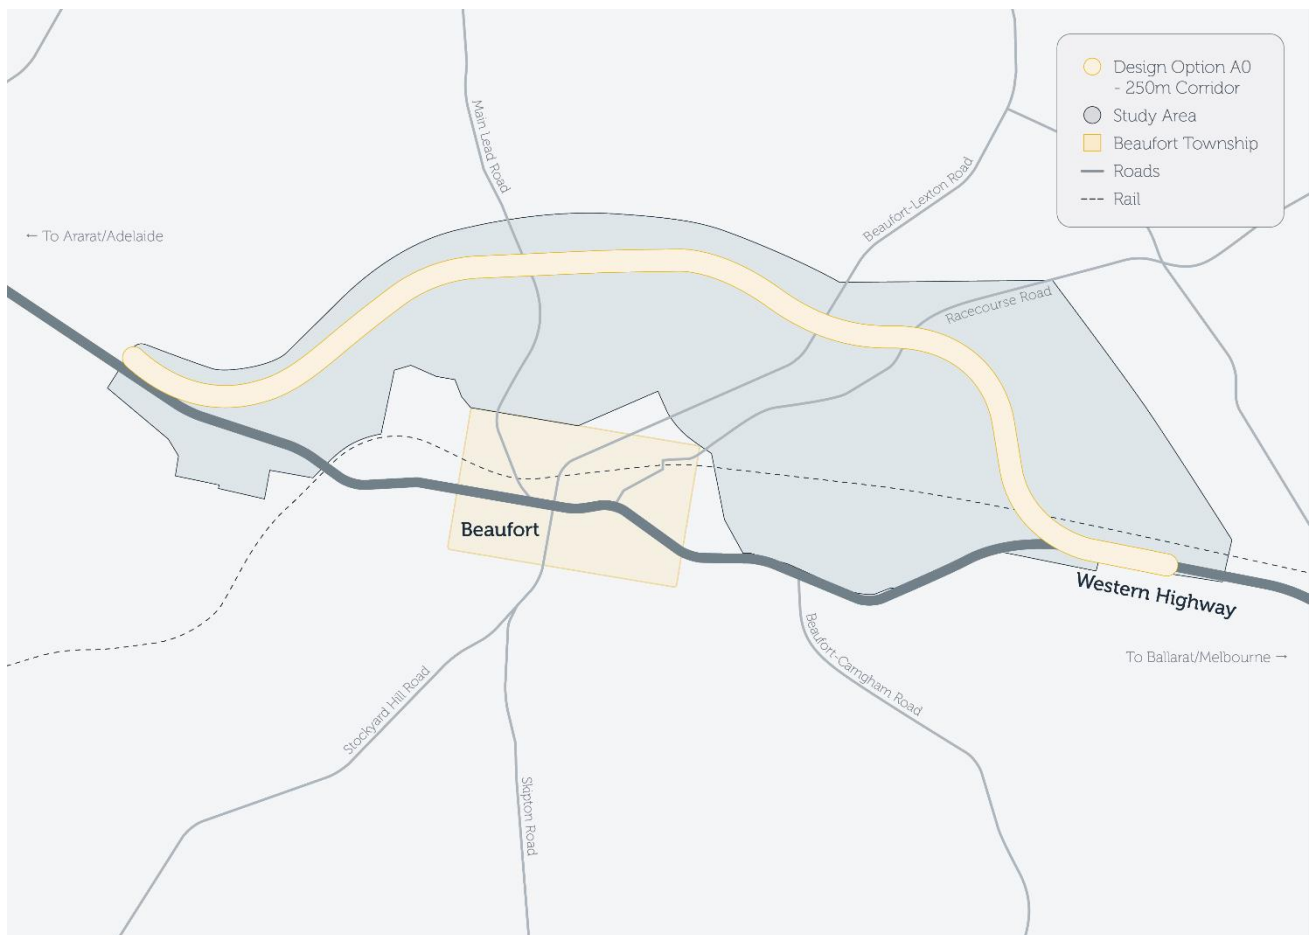 Design Option A0
- 250m Corridor
Study Area
Beaufort Township
Roads
Rail
Main Lead Road
Beaufort-Lexton Road
← To Ararat/Adelaide
Racecourse Road
Beaufort
Western Highway
To Ballarat/Melbourne →
Beaufort-Carngham Road
Stockyard Hill Road
Skipton Road